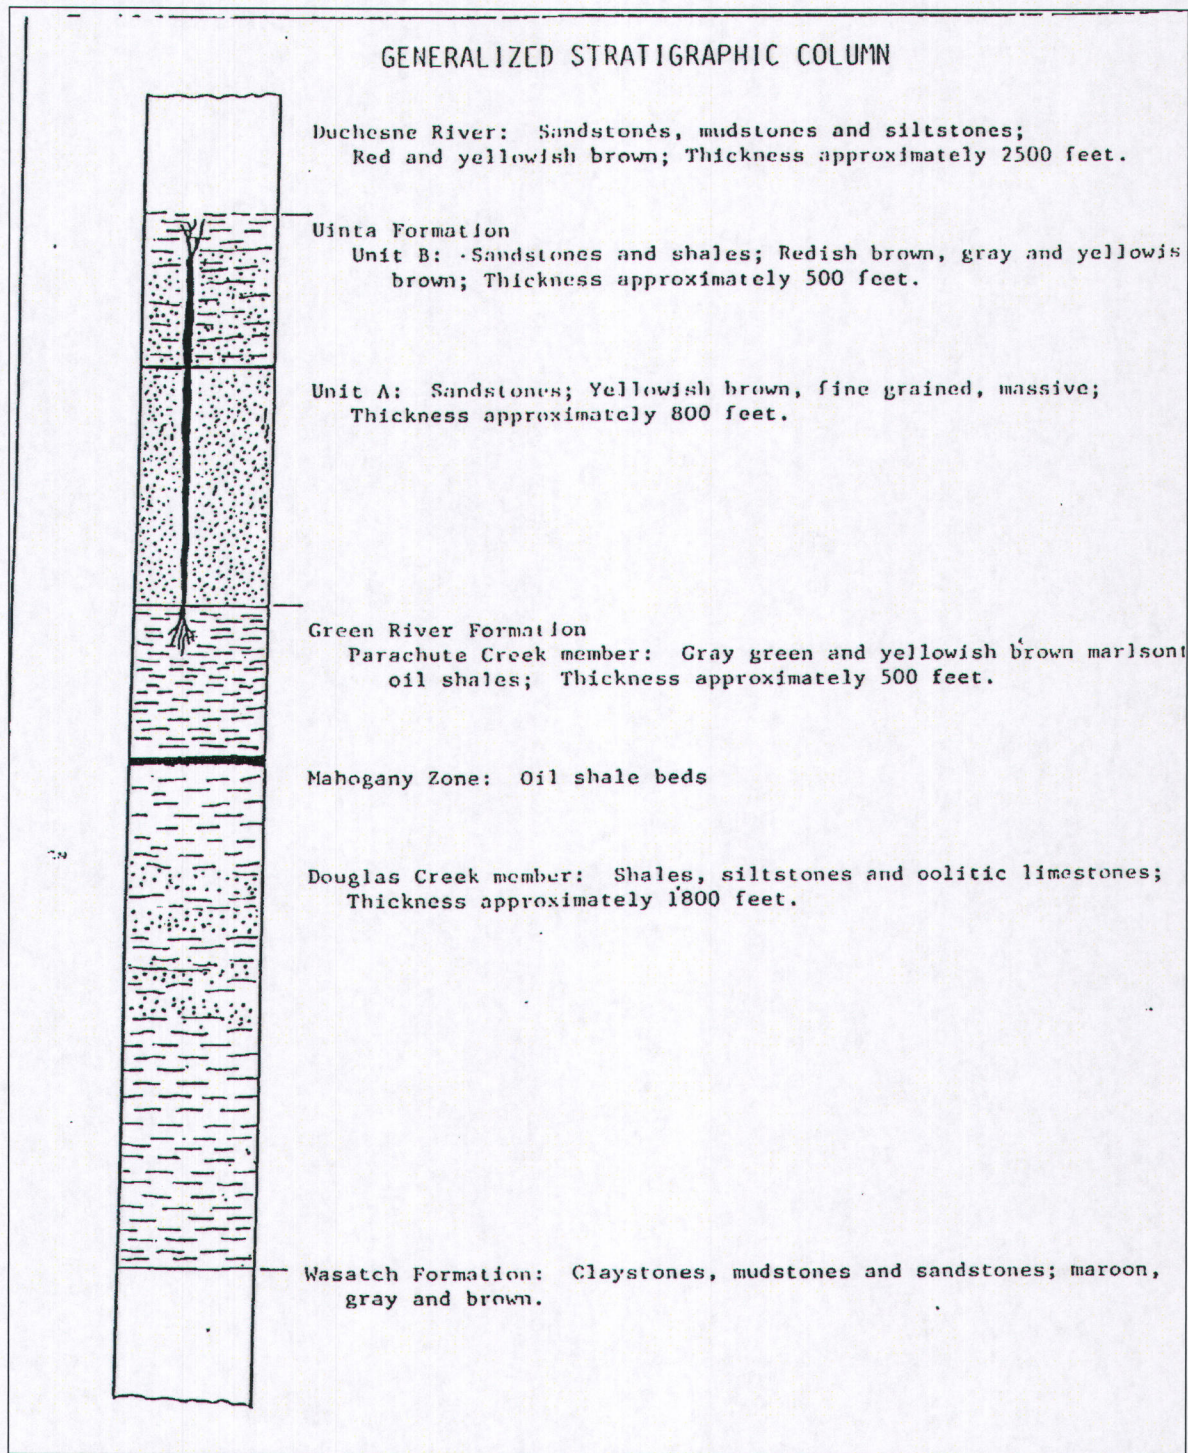 GENERALIZED STRATIGRAPHIC COLUMN
Duchesne River: Sandstones, mudstones and siltstones;
Red and yellowish brown; Thickness approximately 2500 feet.
Uinta Formation
Unit B: Sandstones and shales; Redish brown, gray and yellowis
brown; Thickness approximately 500 feet.
Unit A: Sandstones; Yellowish brown, fine grained, massive;
Thickness approximately 800 feet.
Green River Formation
Parachute Creek member: Gray green and yellowish brown marlsont
oil shales; Thickness approximately 500 feet.
Mahogany Zone: Oil shale beds
Douglas Creek member: Shales, siltstones and oolitic limestones;
Thickness approximately 1800 feet.
Wasatch Formation: Claystones, mudstones and sandstones; maroon,
gray and brown.